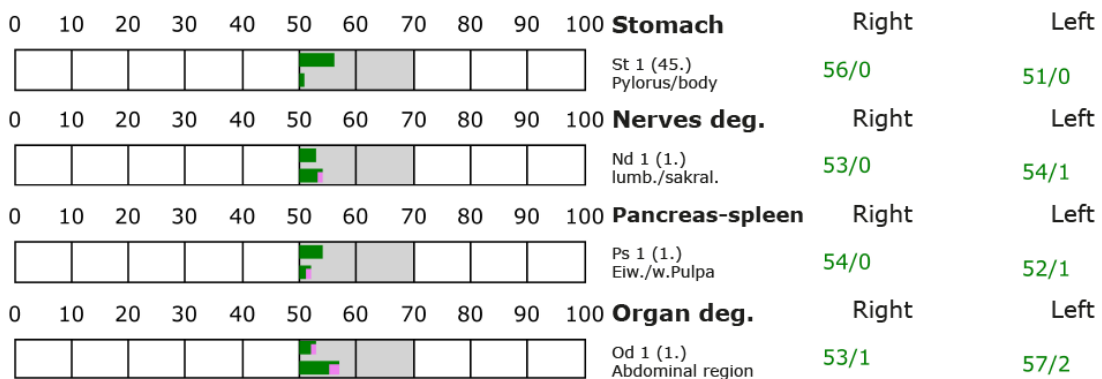 0 10 20 30 40 50 60 70 80 90 100 Stomach Right Left
St 1 (45.)
Pylorus/body
56/0 51/0
0 10 20 30 40 50 60 70 80 90 100 Nerves deg. Right Left
Nd 1 (1.)
lumb./sakral.
53/0 54/1
0 10 20 30 40 50 60 70 80 90 100 Pancreas-spleen Right Left
Ps 1 (1.)
Eiw./w.Pulpa
54/0 52/1
0 10 20 30 40 50 60 70 80 90 100 Organ deg. Right Left
Od 1 (1.)
Abdominal region
53/1 57/2